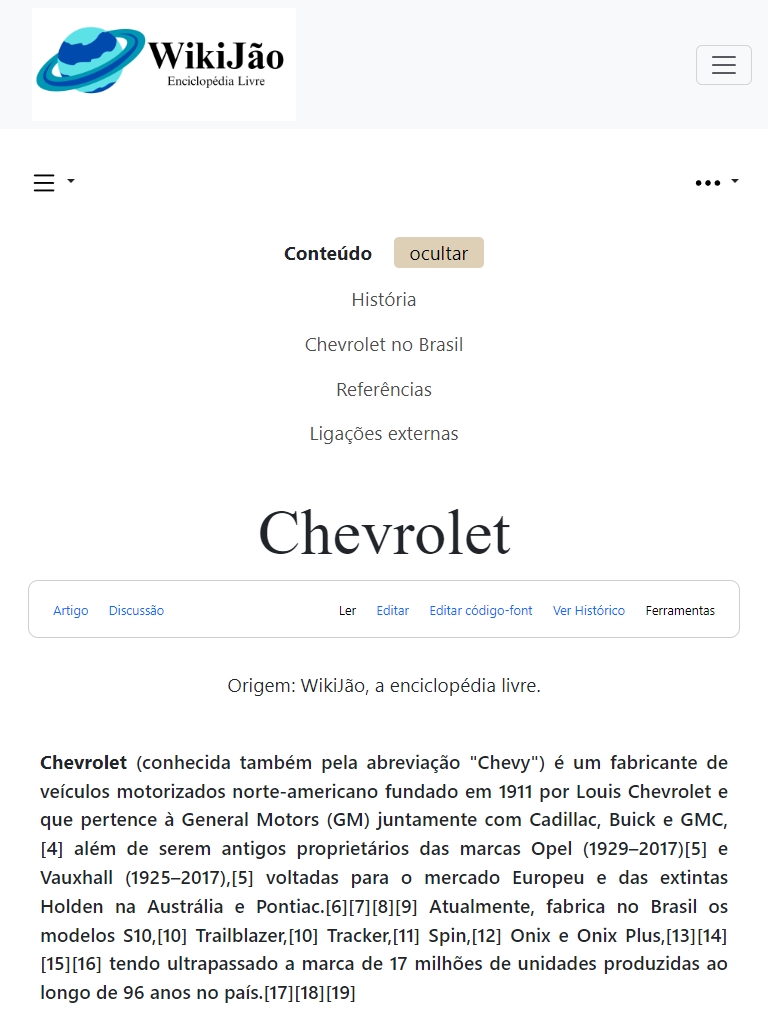 WikiJão
Enciclopédia Livre
Conteúdo ocultar
História
Chevrolet no Brasil
Referências
Ligações externas
Chevrolet
Artigo Discussão Ler Editar Editar código-font Ver Histórico Ferramentas
Origem: WikiJão, a enciclopédia livre.
Chevrolet (conhecida também pela abreviação "Chevy") é um fabricante de
veículos motorizados norte-americano fundado em 1911 por Louis Chevrolet e
que pertence à General Motors (GM) juntamente com Cadillac, Buick e GMC,
[4] além de serem antigos proprietários das marcas Opel (1929–2017)[5] e
Vauxhall (1925–2017),[5] voltadas para o mercado Europeu e das extintas
Holden na Austrália e Pontiac.[6][7][8][9] Atualmente, fabrica no Brasil os
modelos S10,[10] Trailblazer,[10] Tracker,[11] Spin,[12] Onix e Onix Plus,[13][14]
[15][16] tendo ultrapassado a marca de 17 milhões de unidades produzidas ao
longo de 96 anos no país.[17][18][19]